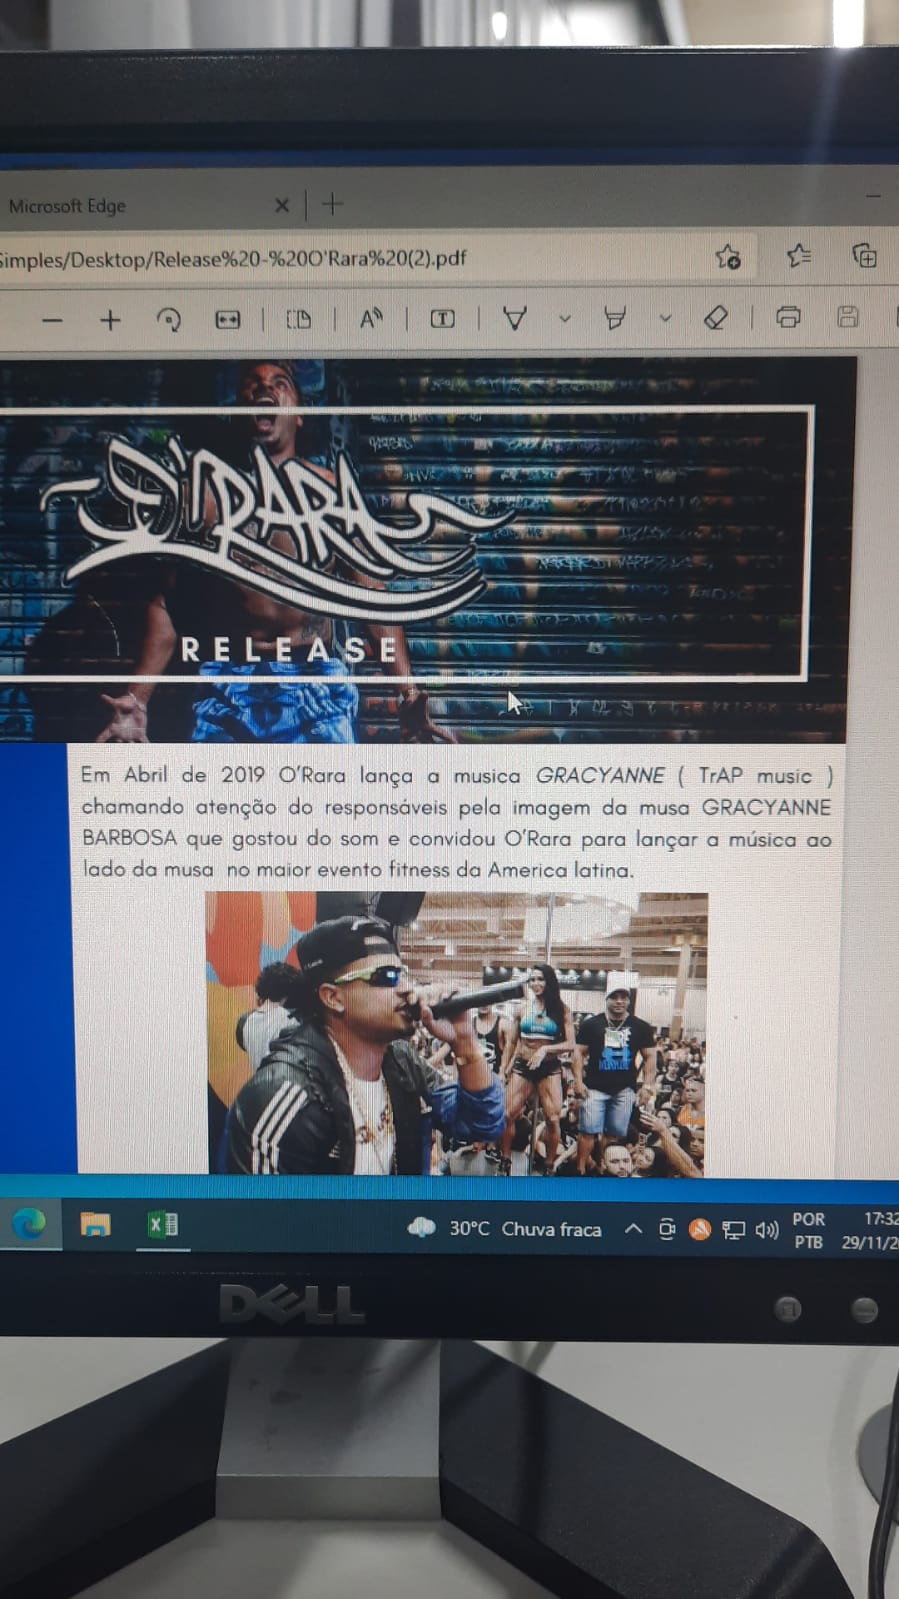 Microsoft Edge
Simples/Desktop/Release%20-%20O'Rara%20(2).pdf
O'RARA
RELEASE
Em Abril de 2019 O'Rara lança a musica GRACYANNE ( TrAP music )
chamando atenção do responsáveis pela imagem da musa GRACYANNE
BARBOSA que gostou do som e convidou O'Rara para lançar a música ao
lado da musa no maior evento fitness da America latina.
30°C Chuva fraca
POR
PTB
17:32
29/11/20
DELL